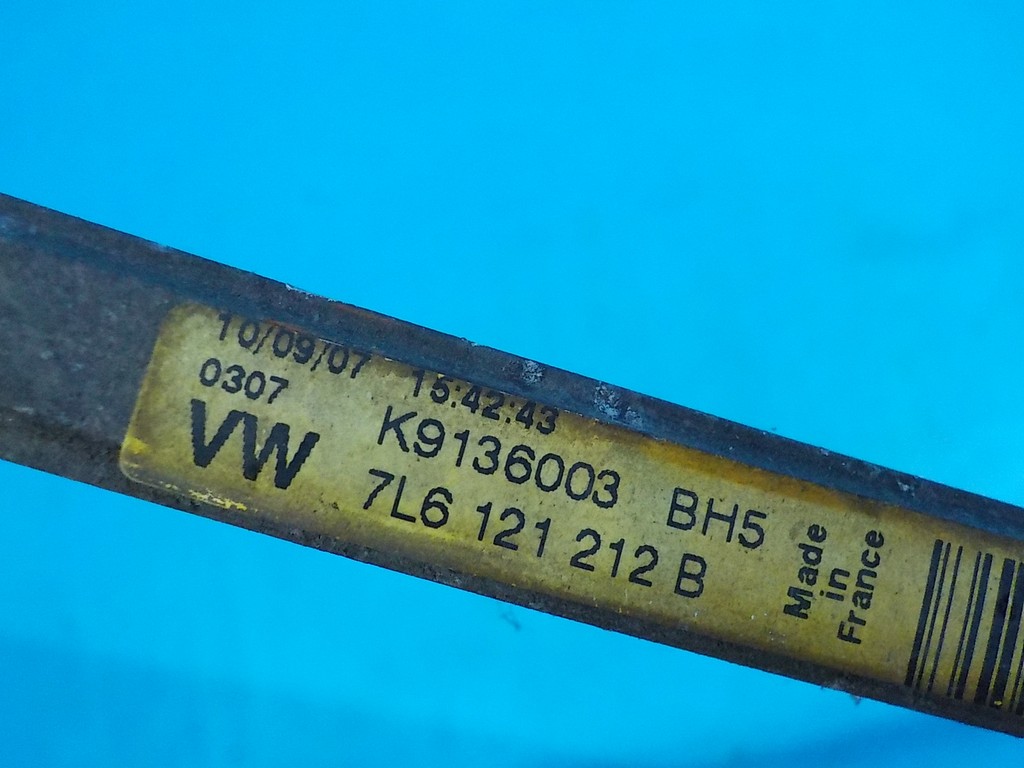 10/09/07 15:42:43
0307
VW K9136003 BH5
7L6 121 212 B
Made
in
France